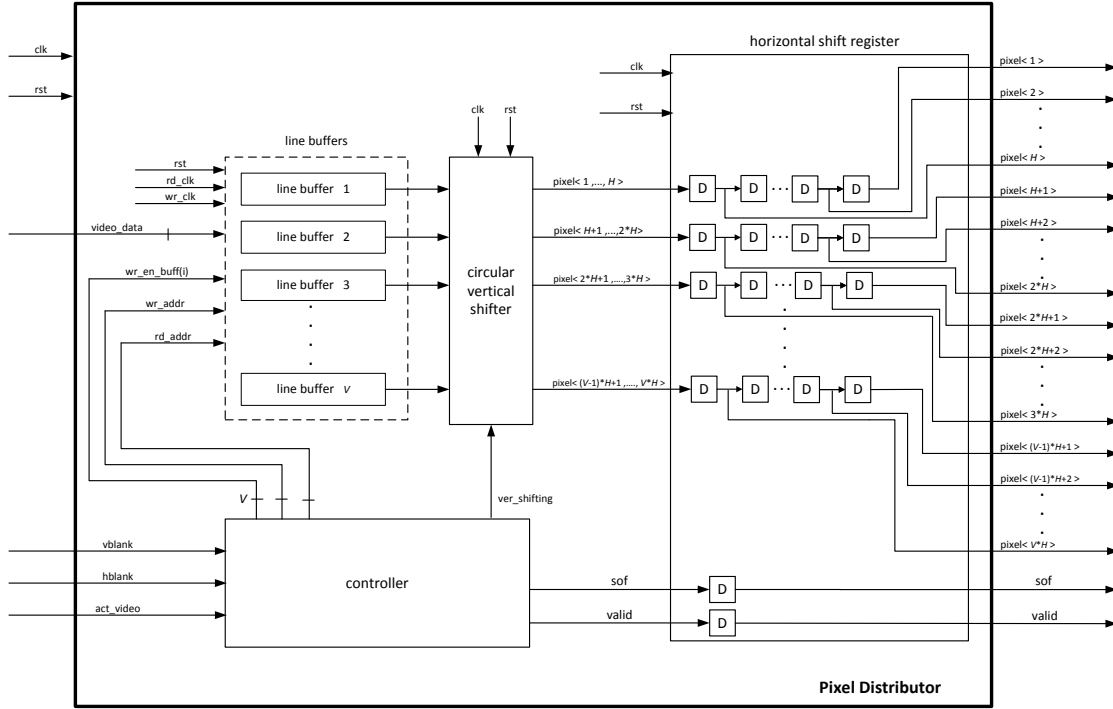 clk
rst
horizontal shift register
clk
rst
clk
rst
line buffers
rst
rd_clk
wr_clk
video_data
wr_en_buff(i)
wr_addr
rd_addr
line buffer 1
line buffer 2
line buffer 3
line buffer V
circular
vertical
shifter
pixel< 1 ,..., H >
pixel< H+1 ,...,2*H>
pixel< 2*H+1 ,....,3*H >
pixel< (V-1)*H+1 ,...., V*H >
D D ... D D
D D ... D D
D D ... D D
D D ... D D
pixel< 1 >
pixel< 2 >
pixel< H >
pixel< H+1 >
pixel< H+2 >
pixel< 2*H >
pixel< 2*H+1 >
pixel< 2*H+2 >
pixel< 3*H >
pixel< (V-1)*H+1 >
pixel< (V-1)*H+2 >
pixel< V*H >
V
ver_shifting
vblank
hblank
act_video
controller
sof
D
sof
valid
D
valid
Pixel Distributor